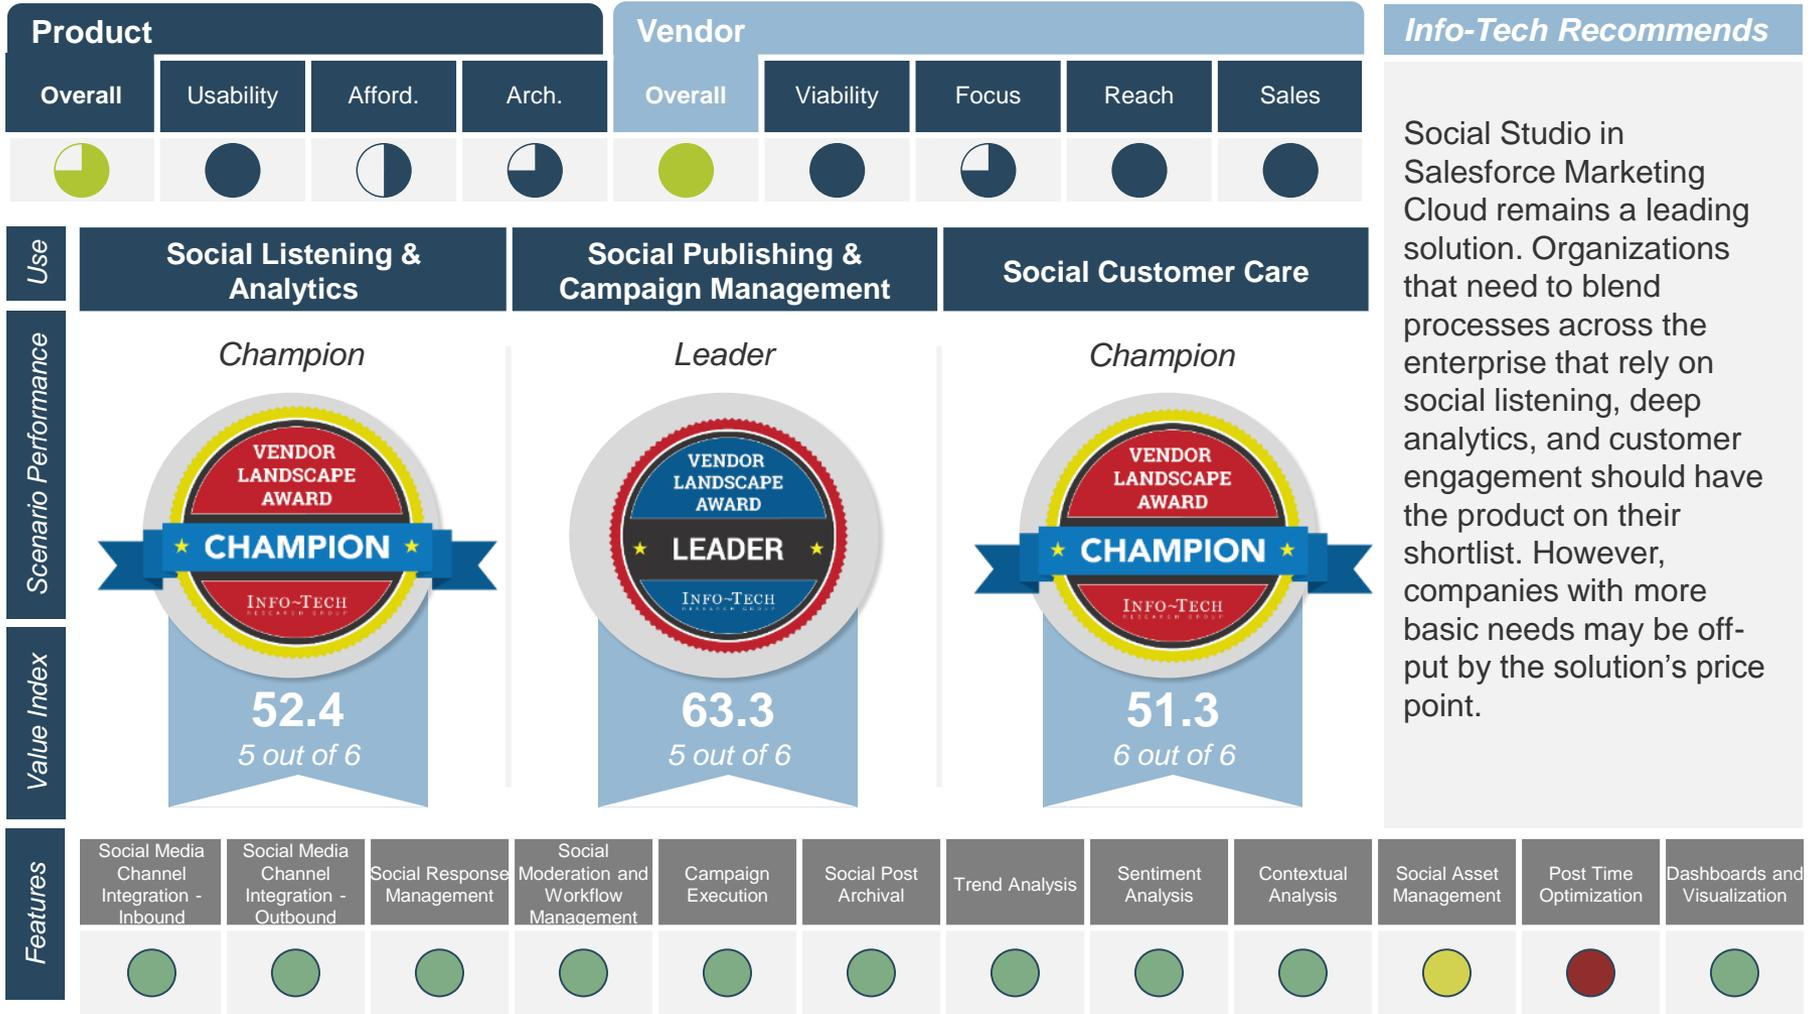 Product
Vendor
Info-Tech Recommends
Overall
Usability
Afford.
Arch.
Overall
Viability
Focus
Reach
Sales
Social Studio in
Salesforce Marketing
Cloud remains a leading
solution. Organizations
that need to blend
processes across the
enterprise that rely on
social listening, deep
analytics, and customer
engagement should have
the product on their
shortlist. However,
companies with more
basic needs may be off-
put by the solution’s price
point.
Use
Social Listening &
Analytics
Social Publishing &
Campaign Management
Social Customer Care
Scenario Performance
Champion
Leader
Champion
VENDOR
LANDSCAPE
AWARD
CHAMPION
INFO~TECH
RESEARCH GROUP
VENDOR
LANDSCAPE
AWARD
LEADER
INFO~TECH
RESEARCH GROUP
VENDOR
LANDSCAPE
AWARD
CHAMPION
INFO~TECH
RESEARCH GROUP
Value Index
52.4
5 out of 6
63.3
5 out of 6
51.3
6 out of 6
Features
Social Media
Channel
Integration -
Inbound
Social Media
Channel
Integration -
Outbound
Social Response
Management
Social
Moderation and
Workflow
Management
Campaign
Execution
Social Post
Archival
Trend Analysis
Sentiment
Analysis
Contextual
Analysis
Social Asset
Management
Post Time
Optimization
Dashboards and
Visualization